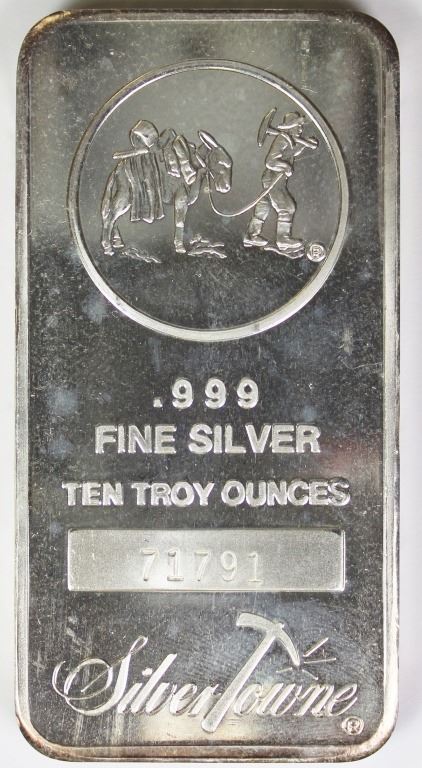 ®
.999
FINE SILVER
TEN TROY OUNCES
71791
SilverTowne ®